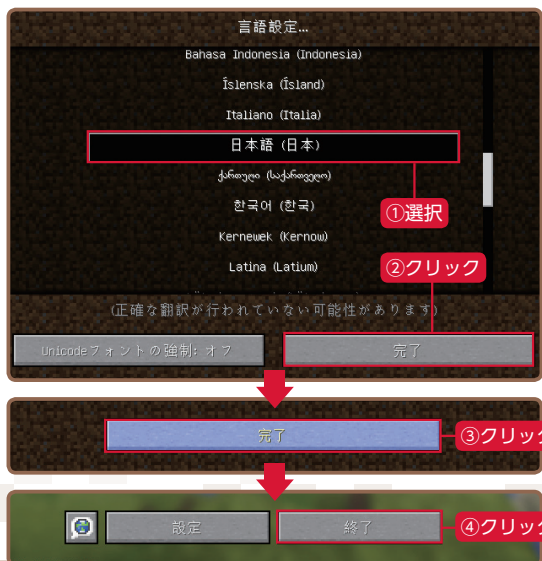 言語設定...
Bahasa Indonesia (Indonesia)
Íslenska (Ísland)
Italiano (Italia)
日本語 (日本)
ქართული (საქართველო)
한국어 (한국)
①選択
Kernewek (Kernow)
Latina (Latium)
②クリック
(正確な翻訳が行われていない可能性があります)
Unicodeフォントの強制: オフ
完了
完了
③クリック
設定
終了
④クリック